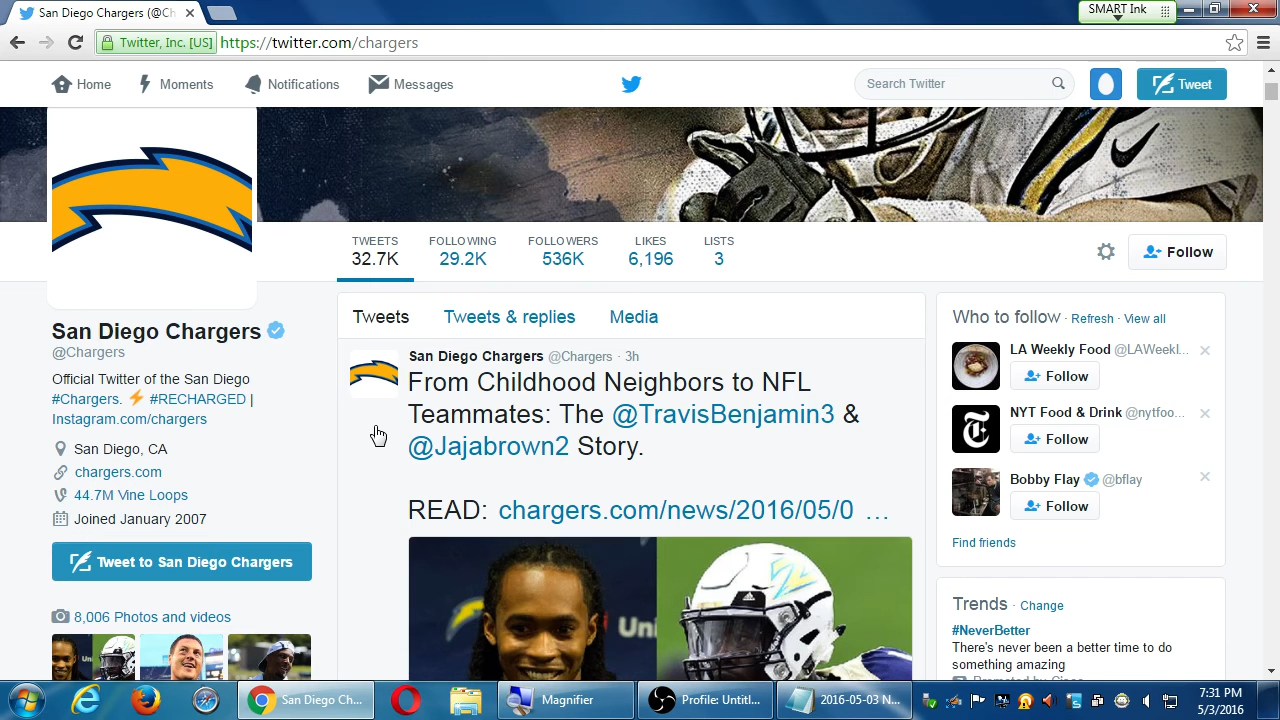 San Diego Chargers (@Ch
SMART Ink
Twitter, Inc. [US] https://twitter.com/chargers
Home
Moments
Notifications
Messages
Search Twitter
Tweet
TWEETS
32.7K
FOLLOWING
29.2K
FOLLOWERS
536K
LIKES
6,196
LISTS
3
Follow
San Diego Chargers
@Chargers
Official Twitter of the San Diego
#Chargers. ⚡ #RECHARGED |
Instagram.com/chargers
San Diego, CA
chargers.com
44.7M Vine Loops
Joined January 2007
Tweet to San Diego Chargers
8,006 Photos and videos
Tweets
Tweets & replies
Media
San Diego Chargers @Chargers · 3h
From Childhood Neighbors to NFL
Teammates: The @TravisBenjamin3 &
@Jajabrown2 Story.
READ: chargers.com/news/2016/05/0 …
Uni
Who to follow · Refresh · View all
LA Weekly Food @LAWeekl...
Follow
NYT Food & Drink @nytfoo...
Follow
Bobby Flay @bflay
Follow
Find friends
Trends · Change
#NeverBetter
There's never been a better time to do
something amazing
Promoted by Cisco
San Diego Ch...
Magnifier
Profile: Untitl...
2016-05-03 N...
7:31 PM
5/3/2016